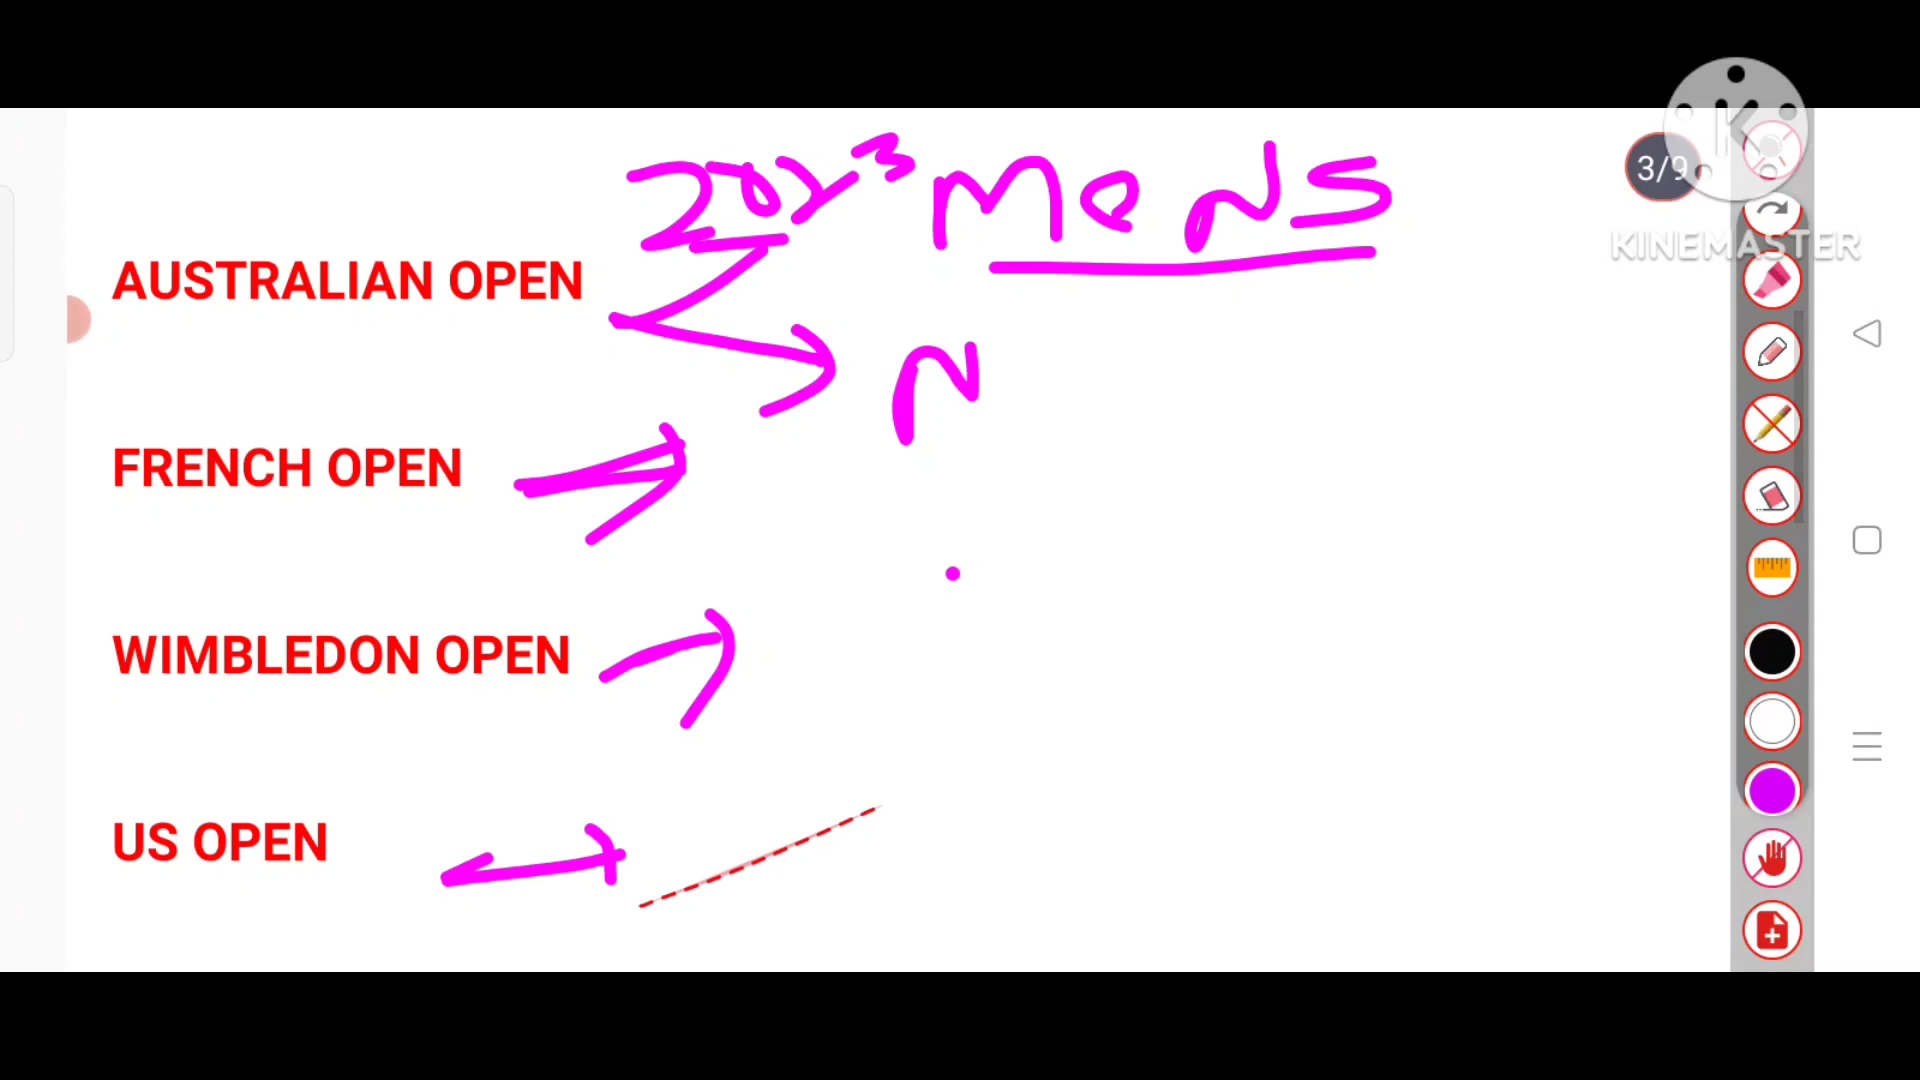 2023 MeNS
3/9
KINEMASTER
AUSTRALIAN OPEN
N
FRENCH OPEN
WIMBLEDON OPEN
US OPEN